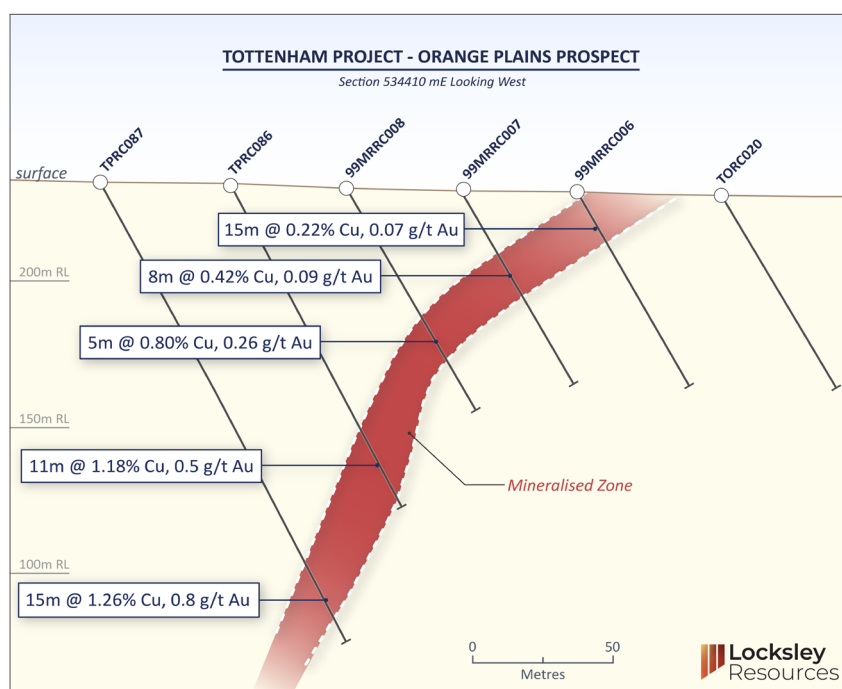 TOTTENHAM PROJECT - ORANGE PLAINS PROSPECT
Section 534410 mE Looking West
TPRC087
TPRC086
99MRRC008
99MRRC007
99MRRC006
TORC020
surface
15m @ 0.22% Cu, 0.07 g/t Au
200m RL
8m @ 0.42% Cu, 0.09 g/t Au
5m @ 0.80% Cu, 0.26 g/t Au
150m RL
11m @ 1.18% Cu, 0.5 g/t Au
Mineralised Zone
100m RL
15m @ 1.26% Cu, 0.8 g/t Au
0
50
Metres
Locksley
Resources